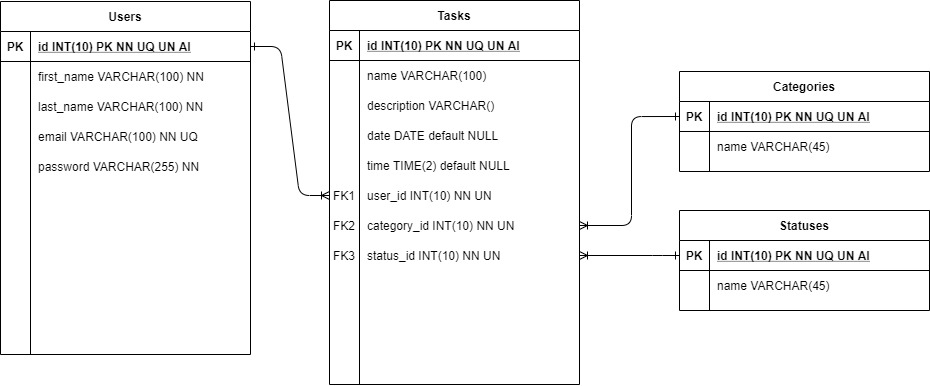 Users
PK id INT(10) PK NN UQ UN AI
first_name VARCHAR(100) NN
last_name VARCHAR(100) NN
email VARCHAR(100) NN UQ
password VARCHAR(255) NN
Tasks
PK id INT(10) PK NN UQ UN AI
name VARCHAR(100)
description VARCHAR()
date DATE default NULL
time TIME(2) default NULL
FK1 user_id INT(10) NN UN
FK2 category_id INT(10) NN UN
FK3 status_id INT(10) NN UN
Categories
PK id INT(10) PK NN UQ UN AI
name VARCHAR(45)
Statuses
PK id INT(10) PK NN UQ UN AI
name VARCHAR(45)